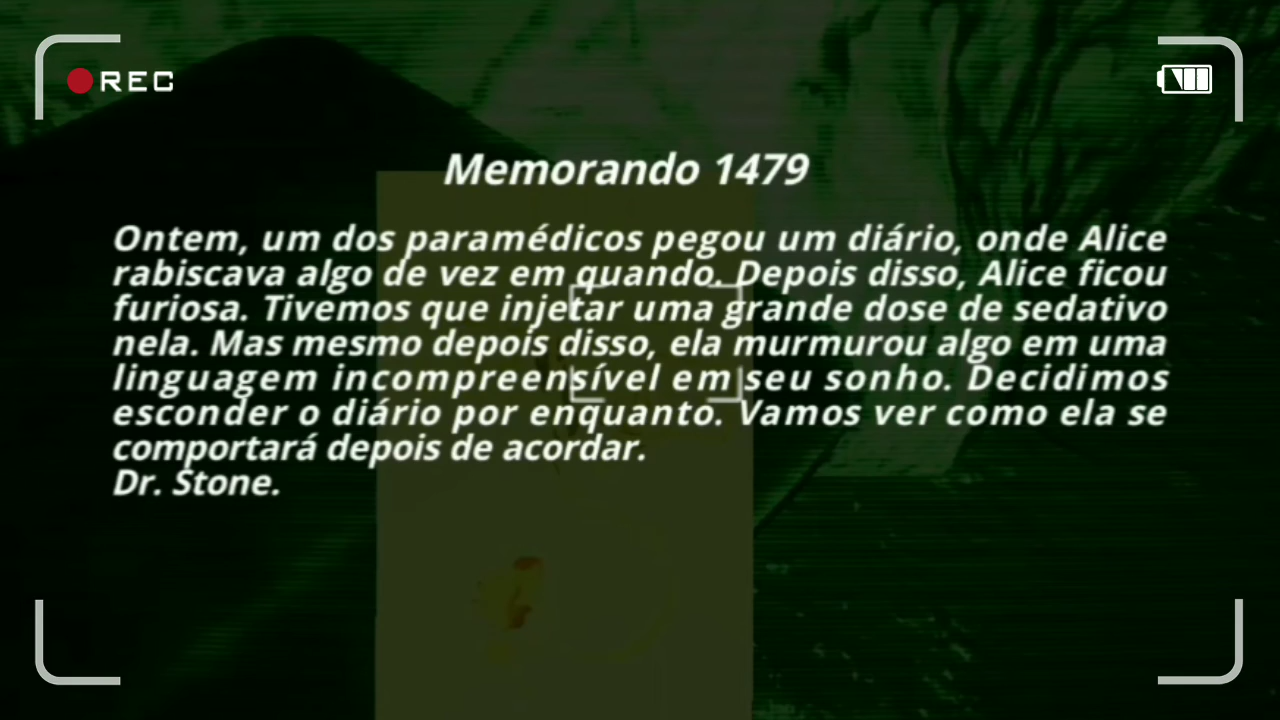 REC
Memorando 1479
Ontem, um dos paramédicos pegou um diário, onde Alice
rabiscava algo de vez em quando. Depois disso, Alice ficou
furiosa. Tivemos que injetar uma grande dose de sedativo
nela. Mas mesmo depois disso, ela murmurou algo em uma
linguagem incompreensível em seu sonho. Decidimos
esconder o diário por enquanto. Vamos ver como ela se
comportará depois de acordar.
Dr. Stone.